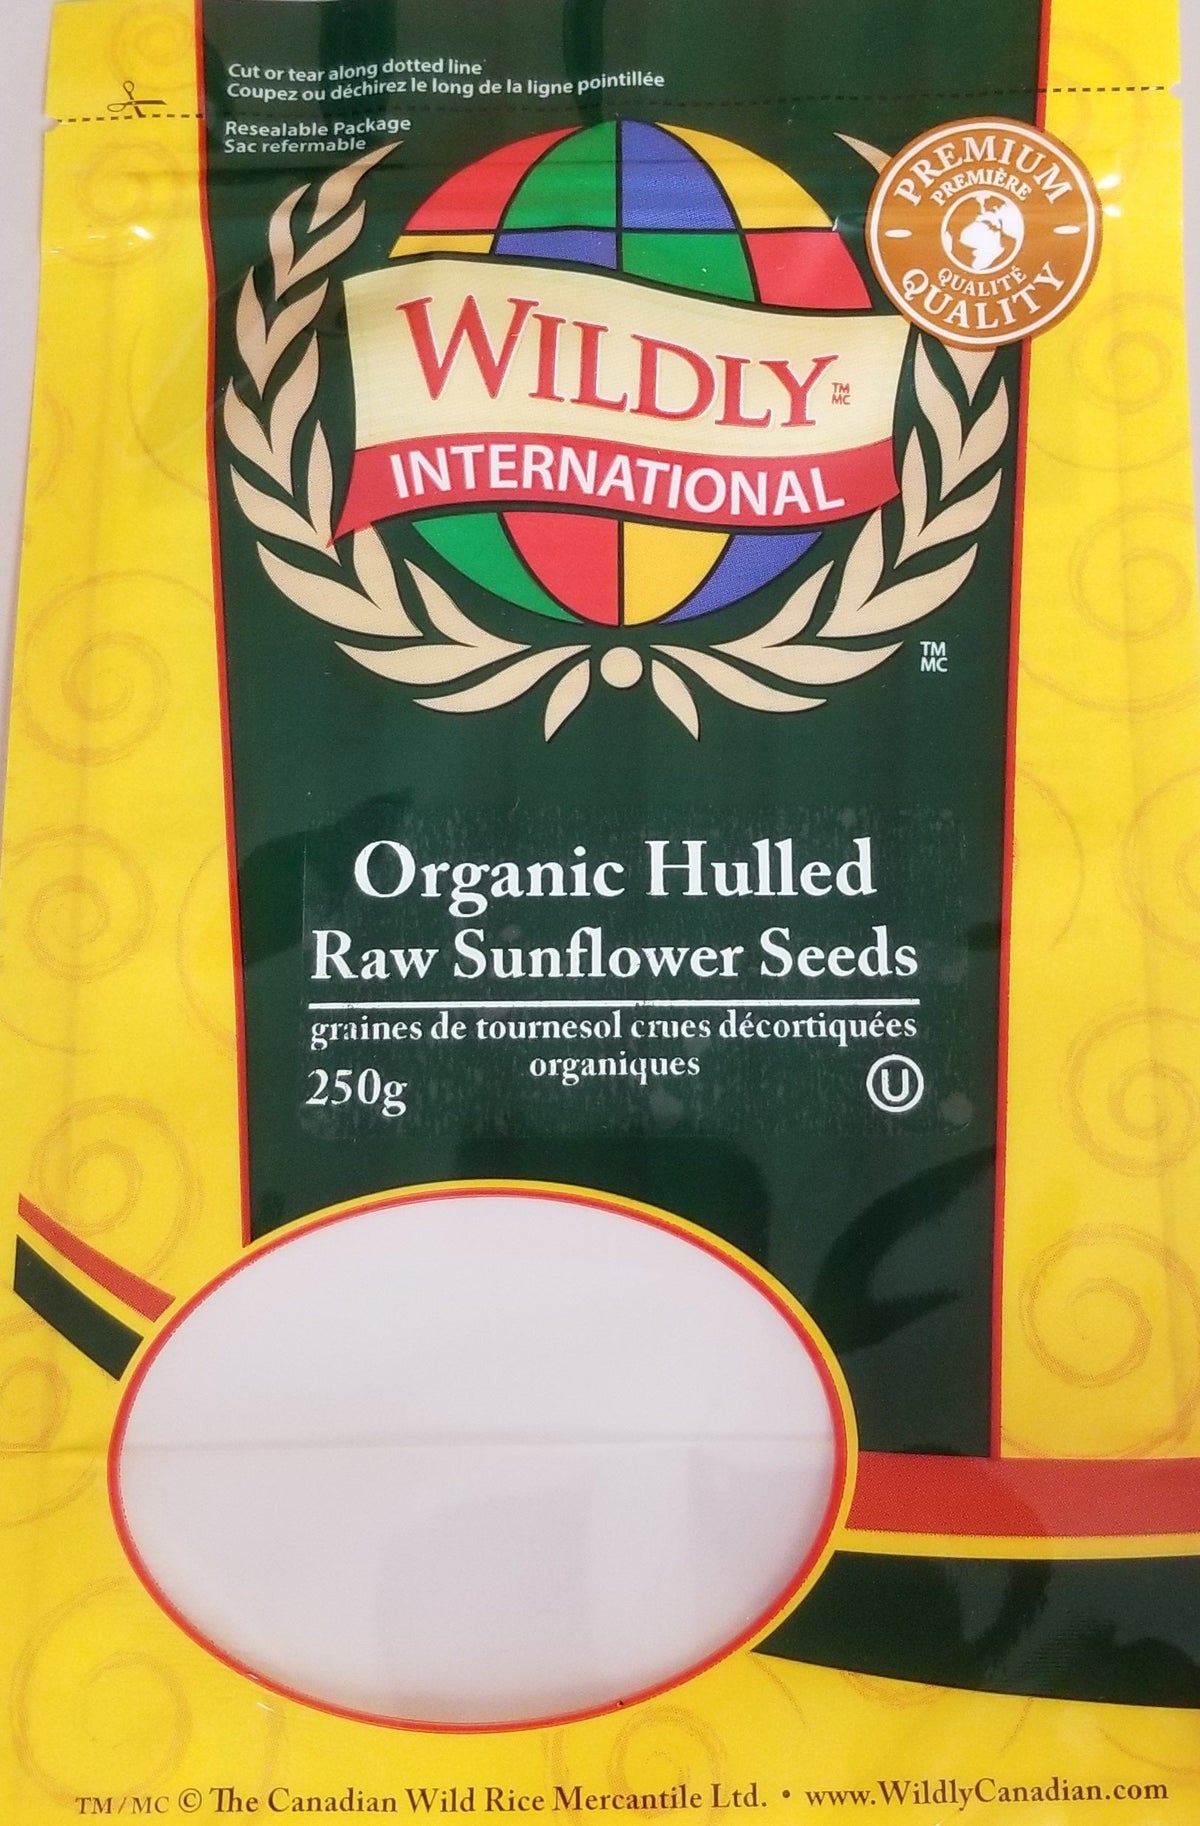 Cut or tear along dotted line
Coupez ou déchirez le long de la ligne pointillée
Resealable Package
Sac refermable
PREMIUM
PREMIÈRE
QUALITÉ
QUALITY
WILDLY TM MC
INTERNATIONAL
TM
MC
Organic Hulled
Raw Sunflower Seeds
graines de tournesol crues décortiquées
organiques
250g
U
TM/MC © The Canadian Wild Rice Mercantile Ltd. • www.WildlyCanadian.com